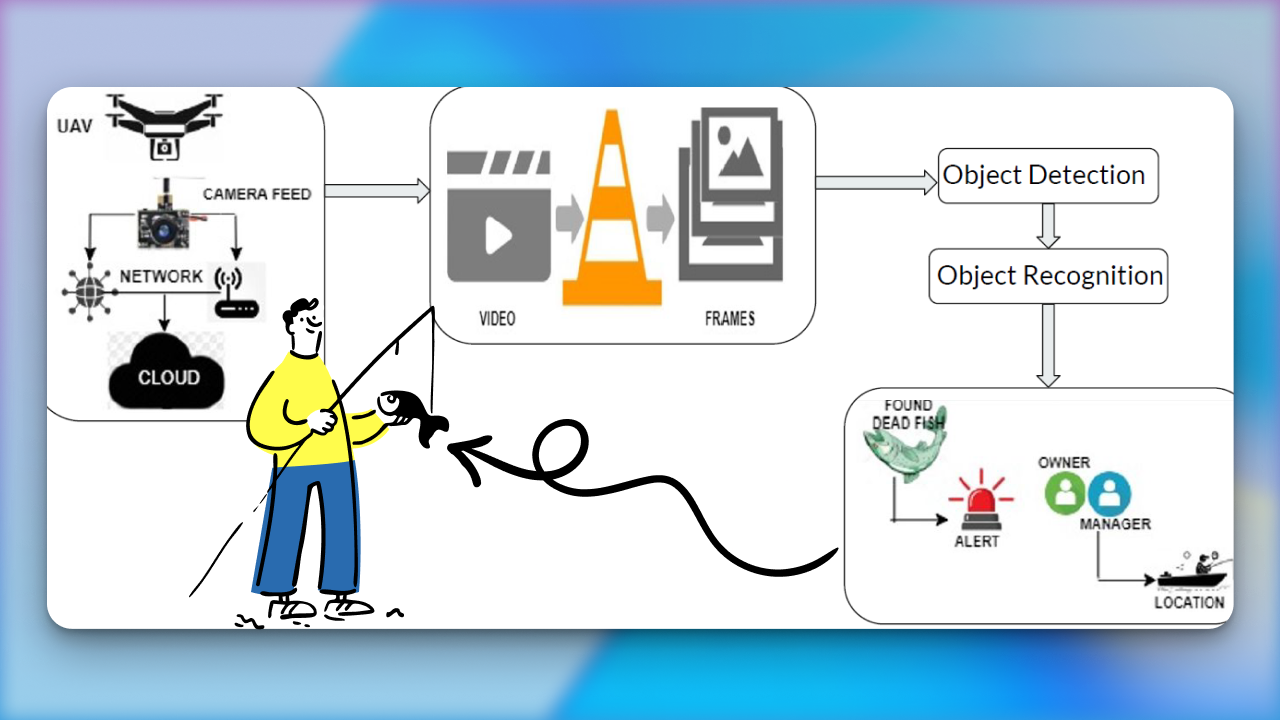 UAV
CAMERA FEED
NETWORK
CLOUD
VIDEO
FRAMES
Object Detection
Object Recognition
FOUND
DEAD FISH
ALERT
OWNER
MANAGER
LOCATION